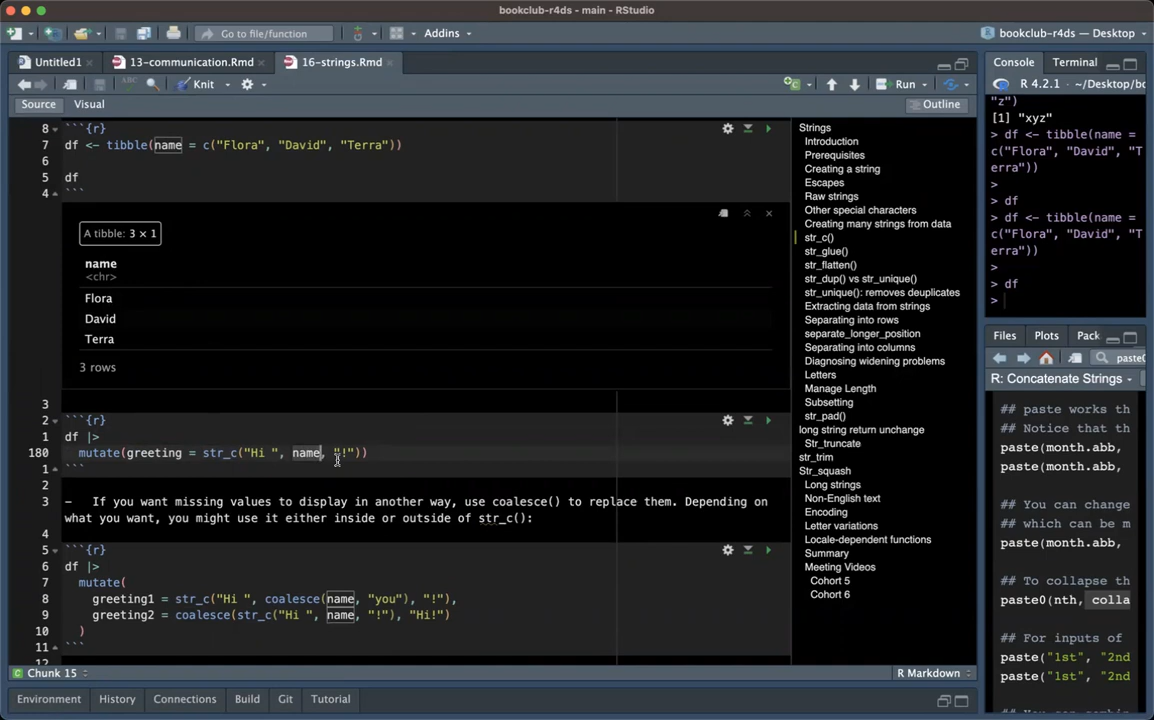 bookclub-r4ds - main - RStudio
Go to file/function
Addins
bookclub-r4ds — Desktop
Untitled1
13-communication.Rmd
16-strings.Rmd
Knit
Run
Source
Visual
Outline
8 ```{r}
7 df <- tibble(name = c("Flora", "David", "Terra"))
6
5 df
4 ```
A tibble: 3 × 1
name
<chr>
Flora
David
Terra
3 rows
3
2 ```{r}
1 df |>
180 mutate(greeting = str_c("Hi ", name, "!"))
1 ```
2
3 - If you want missing values to display in another way, use coalesce() to replace them. Depending on
what you want, you might use it either inside or outside of str_c():
4
5 ```{r}
6 df |>
7 mutate(
8 greeting1 = str_c("Hi ", coalesce(name, "you"), "!"),
9 greeting2 = coalesce(str_c("Hi ", name, "!"), "Hi!")
10 )
11 ```
12
Chunk 15
R Markdown
Strings
Introduction
Prerequisites
Creating a string
Escapes
Raw strings
Other special characters
Creating many strings from data
str_c()
str_glue()
str_flatten()
str_dup() vs str_unique()
str_unique(): removes deuplicates
Extracting data from strings
Separating into rows
separate_longer_position
Separating into columns
Diagnosing widening problems
Letters
Manage Length
Subsetting
str_pad()
long string return unchange
Str_truncate
str_trim
Str_squash
Long strings
Non-English text
Encoding
Letter variations
Locale-dependent functions
Summary
Meeting Videos
Cohort 5
Cohort 6
Console
Terminal
R 4.2.1 · ~/Desktop/bo
"z")
[1] "xyz"
> df <- tibble(name =
c("Flora", "David", "T
erra"))
>
> df
> df <- tibble(name =
c("Flora", "David", "T
erra"))
>
> df
>
Files
Plots
Pack
paste0
R: Concatenate Strings
## paste works th
## Notice that th
paste(month.abb,
paste(month.abb,
## You can change
## which can be m
paste(month.abb,
## To collapse th
paste0(nth, colla
## For inputs of
paste("1st", "2nd
paste("1st", "2nd
Environment
History
Connections
Build
Git
Tutorial